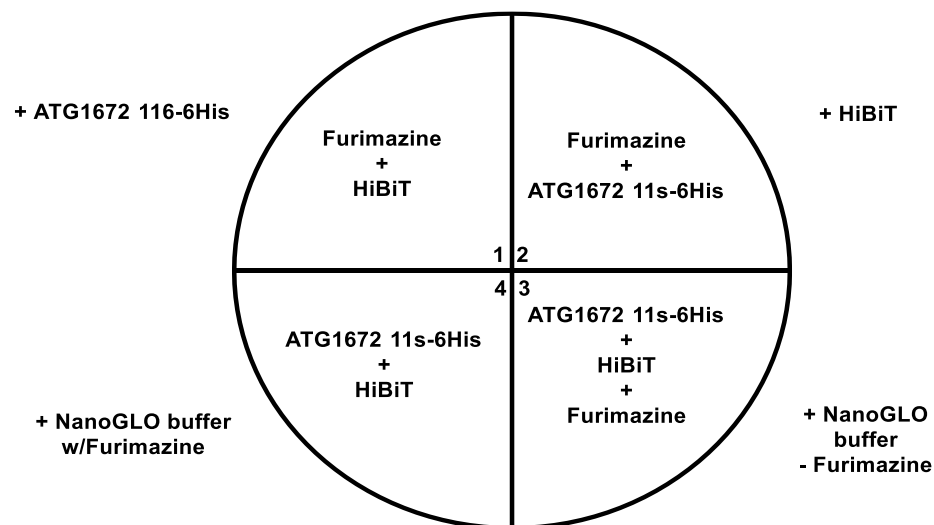 + ATG1672 116-6His
Furimazine
+
HiBiT
Furimazine
+
ATG1672 11s-6His
+ HiBiT
1
2
4
3
ATG1672 11s-6His
+
HiBiT
ATG1672 11s-6His
+
HiBiT
+
Furimazine
+ NanoGLO buffer
w/Furimazine
+ NanoGLO
buffer
- Furimazine